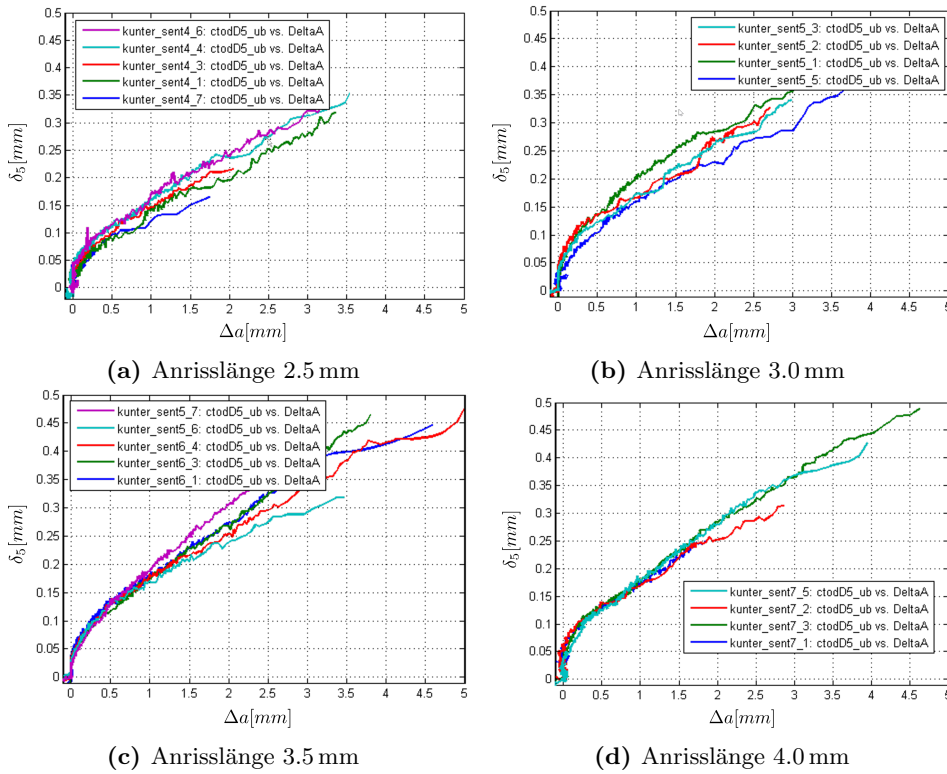 0.5
0.45
0.4
0.35
0.3
0.25
0.2
0.15
0.1
0.05
0
δ5[mm]
kunter_sent4_6: ctodD5_ub vs. DeltaA
kunter_sent4_4: ctodD5_ub vs. DeltaA
kunter_sent4_3: ctodD5_ub vs. DeltaA
kunter_sent4_1: ctodD5_ub vs. DeltaA
kunter_sent4_7: ctodD5_ub vs. DeltaA
0 0.5 1 1.5 2 2.5 3 3.5 4 4.5 5
Δa[mm]
(a) Anrisslänge 2.5 mm
0.5
0.45
0.4
0.35
0.3
0.25
0.2
0.15
0.1
0.05
0
δ5[mm]
kunter_sent5_3: ctodD5_ub vs. DeltaA
kunter_sent5_2: ctodD5_ub vs. DeltaA
kunter_sent5_1: ctodD5_ub vs. DeltaA
kunter_sent5_5: ctodD5_ub vs. DeltaA
0 0.5 1 1.5 2 2.5 3 3.5 4 4.5 5
Δa[mm]
(b) Anrisslänge 3.0 mm
0.5
0.45
0.4
0.35
0.3
0.25
0.2
0.15
0.1
0.05
0
δ5[mm]
kunter_sent5_7: ctodD5_ub vs. DeltaA
kunter_sent5_6: ctodD5_ub vs. DeltaA
kunter_sent6_4: ctodD5_ub vs. DeltaA
kunter_sent6_3: ctodD5_ub vs. DeltaA
kunter_sent6_1: ctodD5_ub vs. DeltaA
0 0.5 1 1.5 2 2.5 3 3.5 4 4.5 5
Δa[mm]
(c) Anrisslänge 3.5 mm
0.5
0.45
0.4
0.35
0.3
0.25
0.2
0.15
0.1
0.05
0
δ5[mm]
kunter_sent7_5: ctodD5_ub vs. DeltaA
kunter_sent7_2: ctodD5_ub vs. DeltaA
kunter_sent7_3: ctodD5_ub vs. DeltaA
kunter_sent7_1: ctodD5_ub vs. DeltaA
0 0.5 1 1.5 2 2.5 3 3.5 4 4.5 5
Δa[mm]
(d) Anrisslänge 4.0 mm